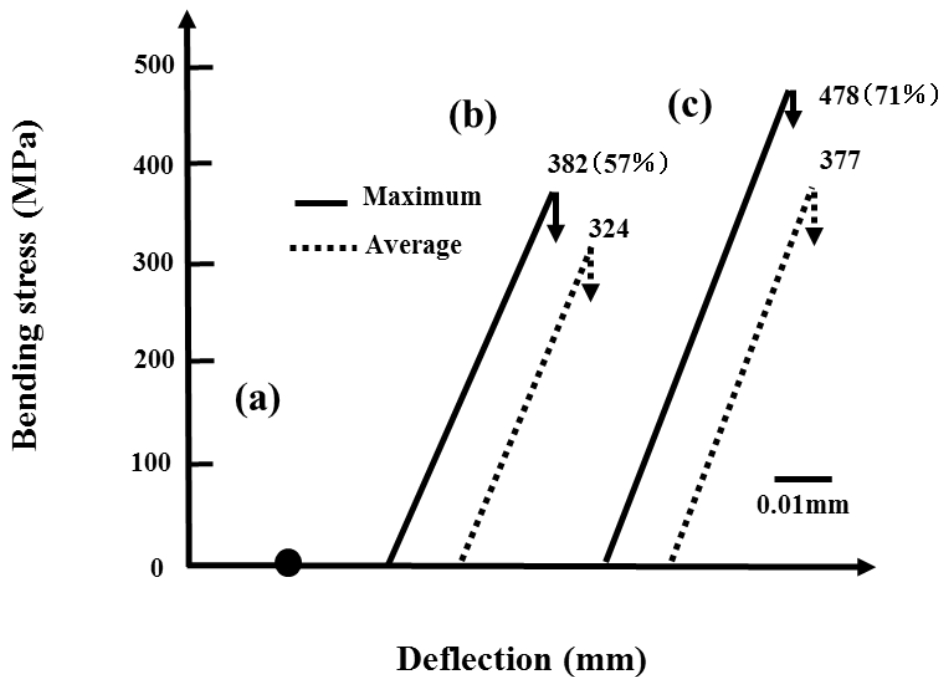 Bending stress (MPa)
500
400
300
200
100
0
(a)
(b)
(c)
382(57%)
324
478(71%)
377
Maximum
Average
0.01mm
Deflection (mm)